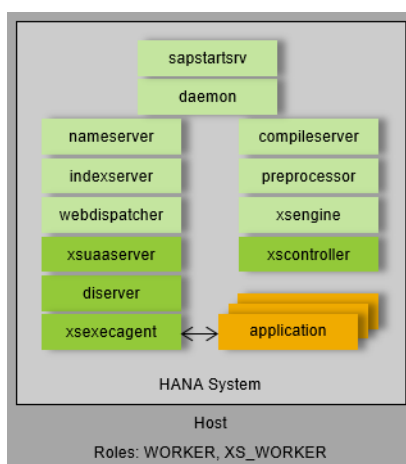 sapstartsrv
daemon
nameserver
compileserver
indexserver
preprocessor
webdispatcher
xsengine
xsuaaserver
xscontroller
diserver
xsexecagent
application
HANA System
Host
Roles: WORKER, XS_WORKER